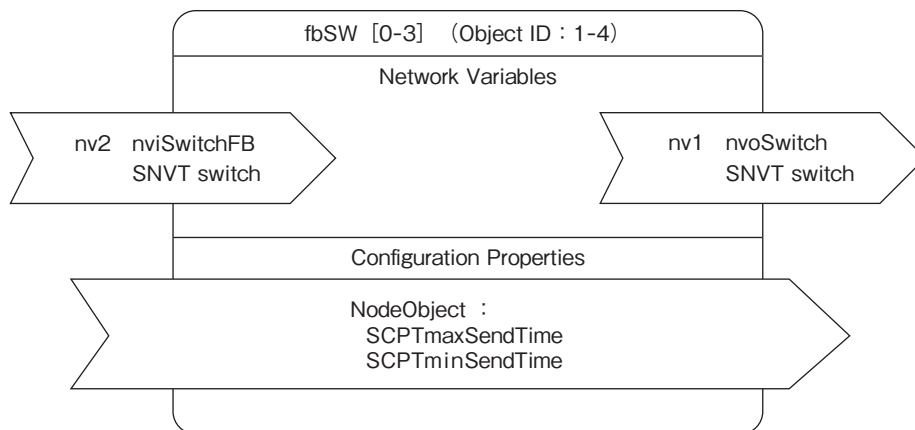 fbSW [0-3] (Object ID：1-4)
Network Variables
nv2 nviSwitchFB
SNVT switch
nv1 nvoSwitch
SNVT switch
Configuration Properties
NodeObject：
SCPTmaxSendTime
SCPTminSendTime